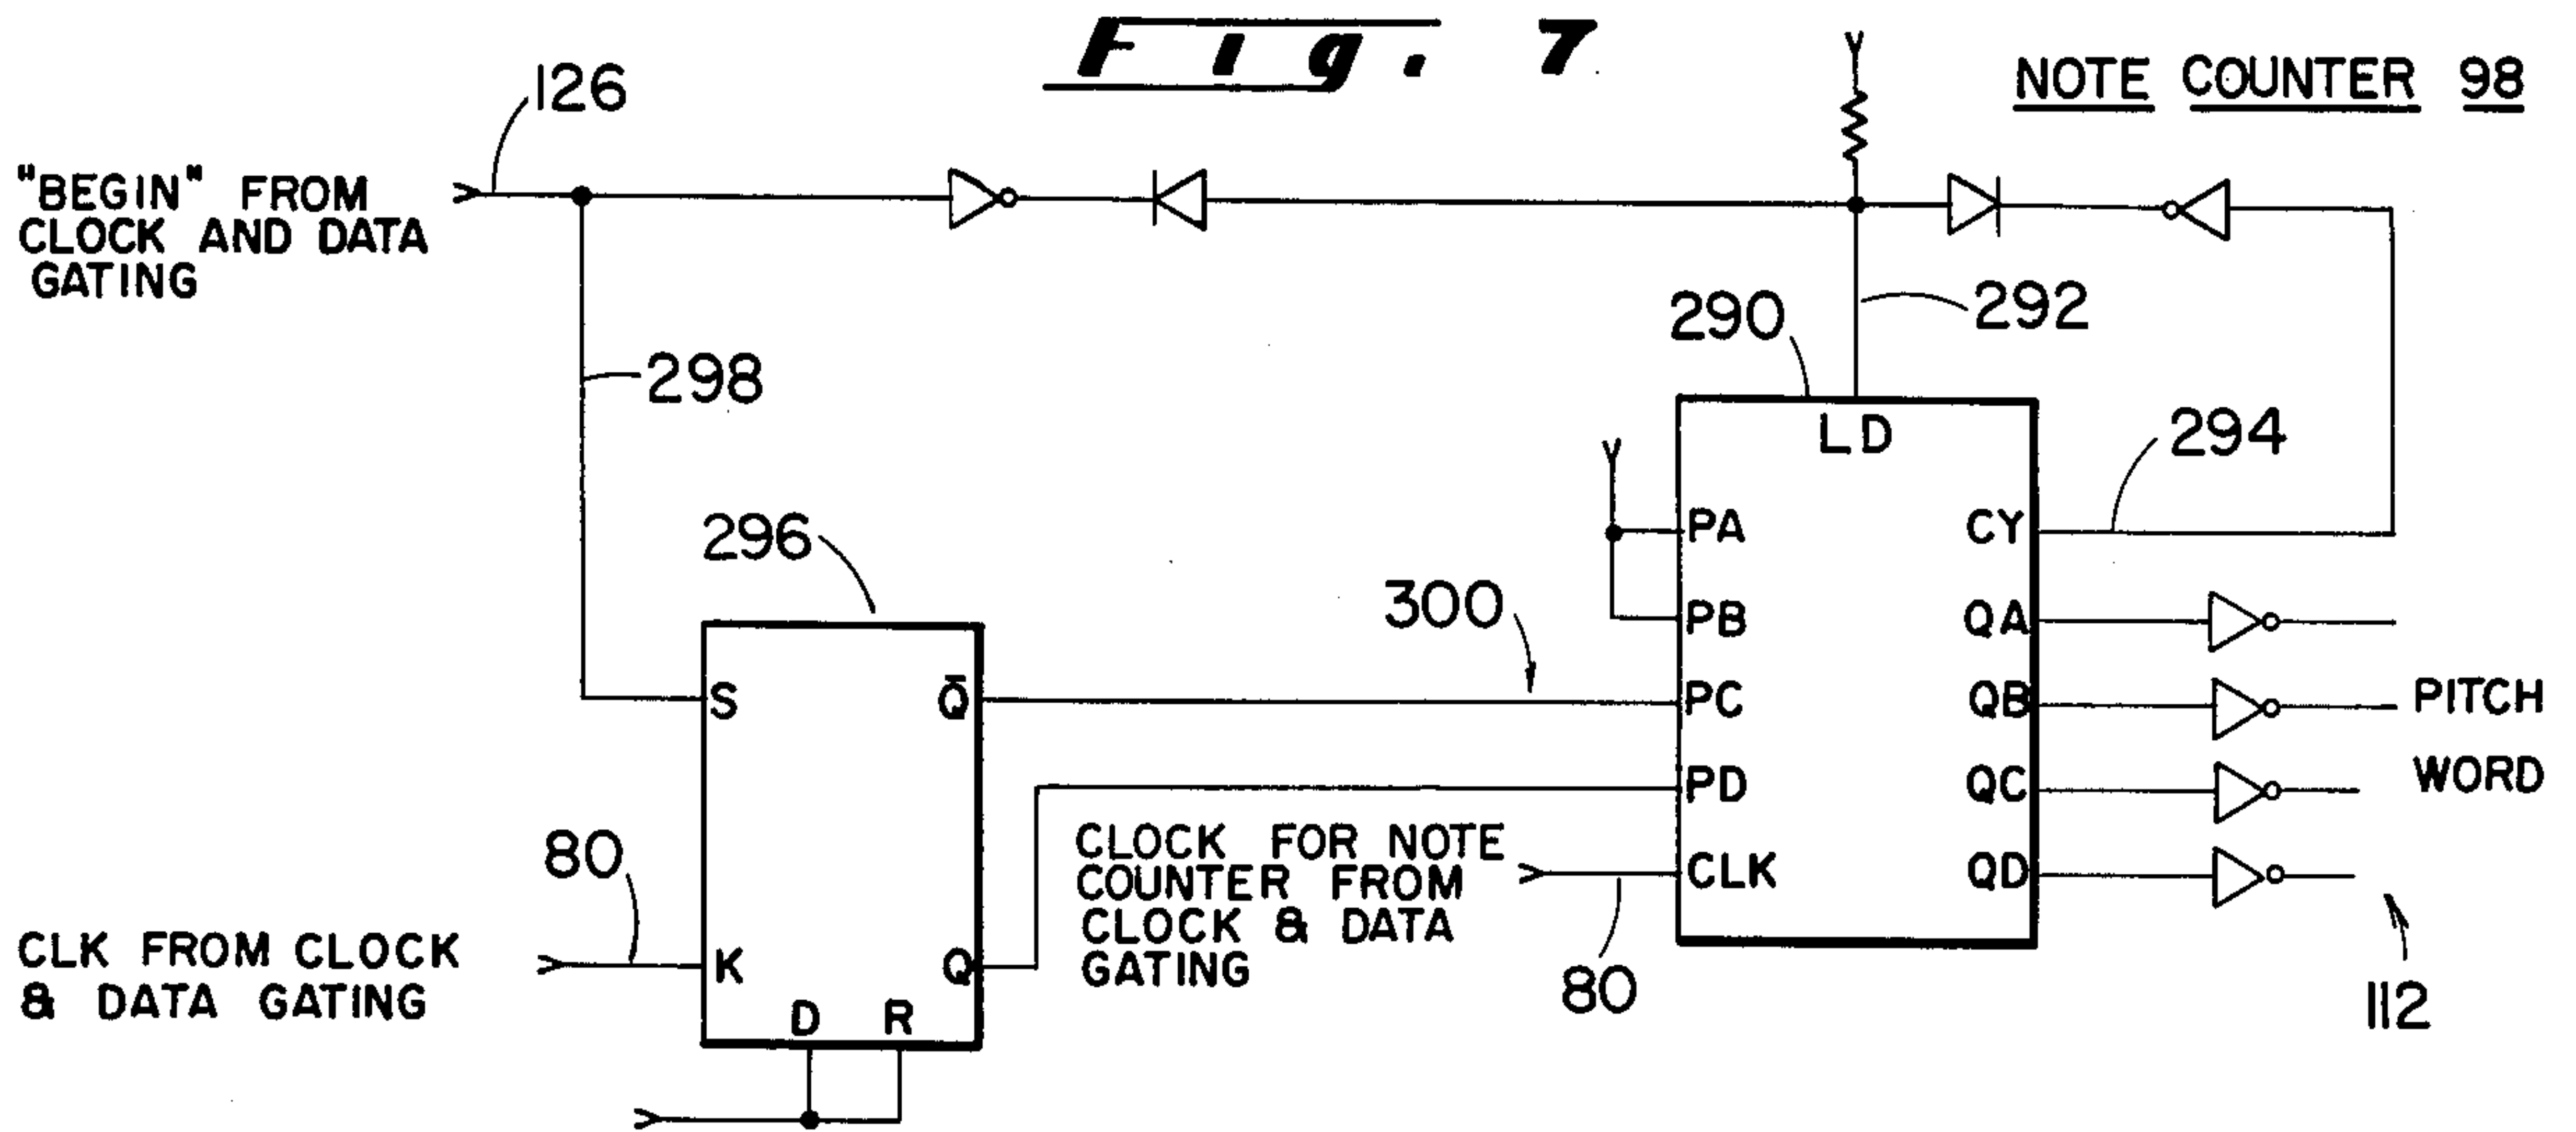 Fig. 7
NOTE COUNTER 98
126
"BEGIN" FROM
CLOCK AND DATA
GATING
298
290
292
LD
294
296
300
PA
PB
PC
PD
CLK
CY
QA
QB
QC
QD
PITCH
WORD
112
S
Q̄
K
Q
D R
80
CLK FROM CLOCK
& DATA GATING
CLOCK FOR NOTE
COUNTER FROM
CLOCK & DATA
GATING
80